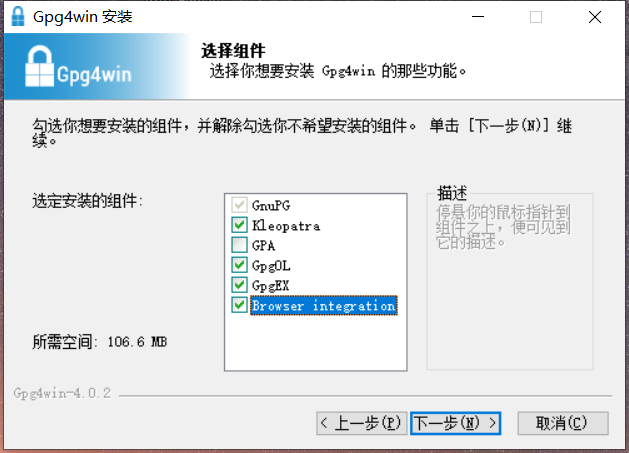 Gpg4win 安装
Gpg4win
选择组件
选择你想要安装 Gpg4win 的那些功能。
勾选你想要安装的组件，并解除勾选你不希望安装的组件。 单击 [下一步(N)] 继
续。
选定安装的组件:
GnuPG
Kleopatra
GPA
GpgOL
GpgEX
Browser integration
描述
停悬你的鼠标指针到
组件之上，便可见到
它的描述。
所需空间: 106.6 MB
Gpg4win-4.0.2
< 上一步(P)
下一步(N) >
取消(C)